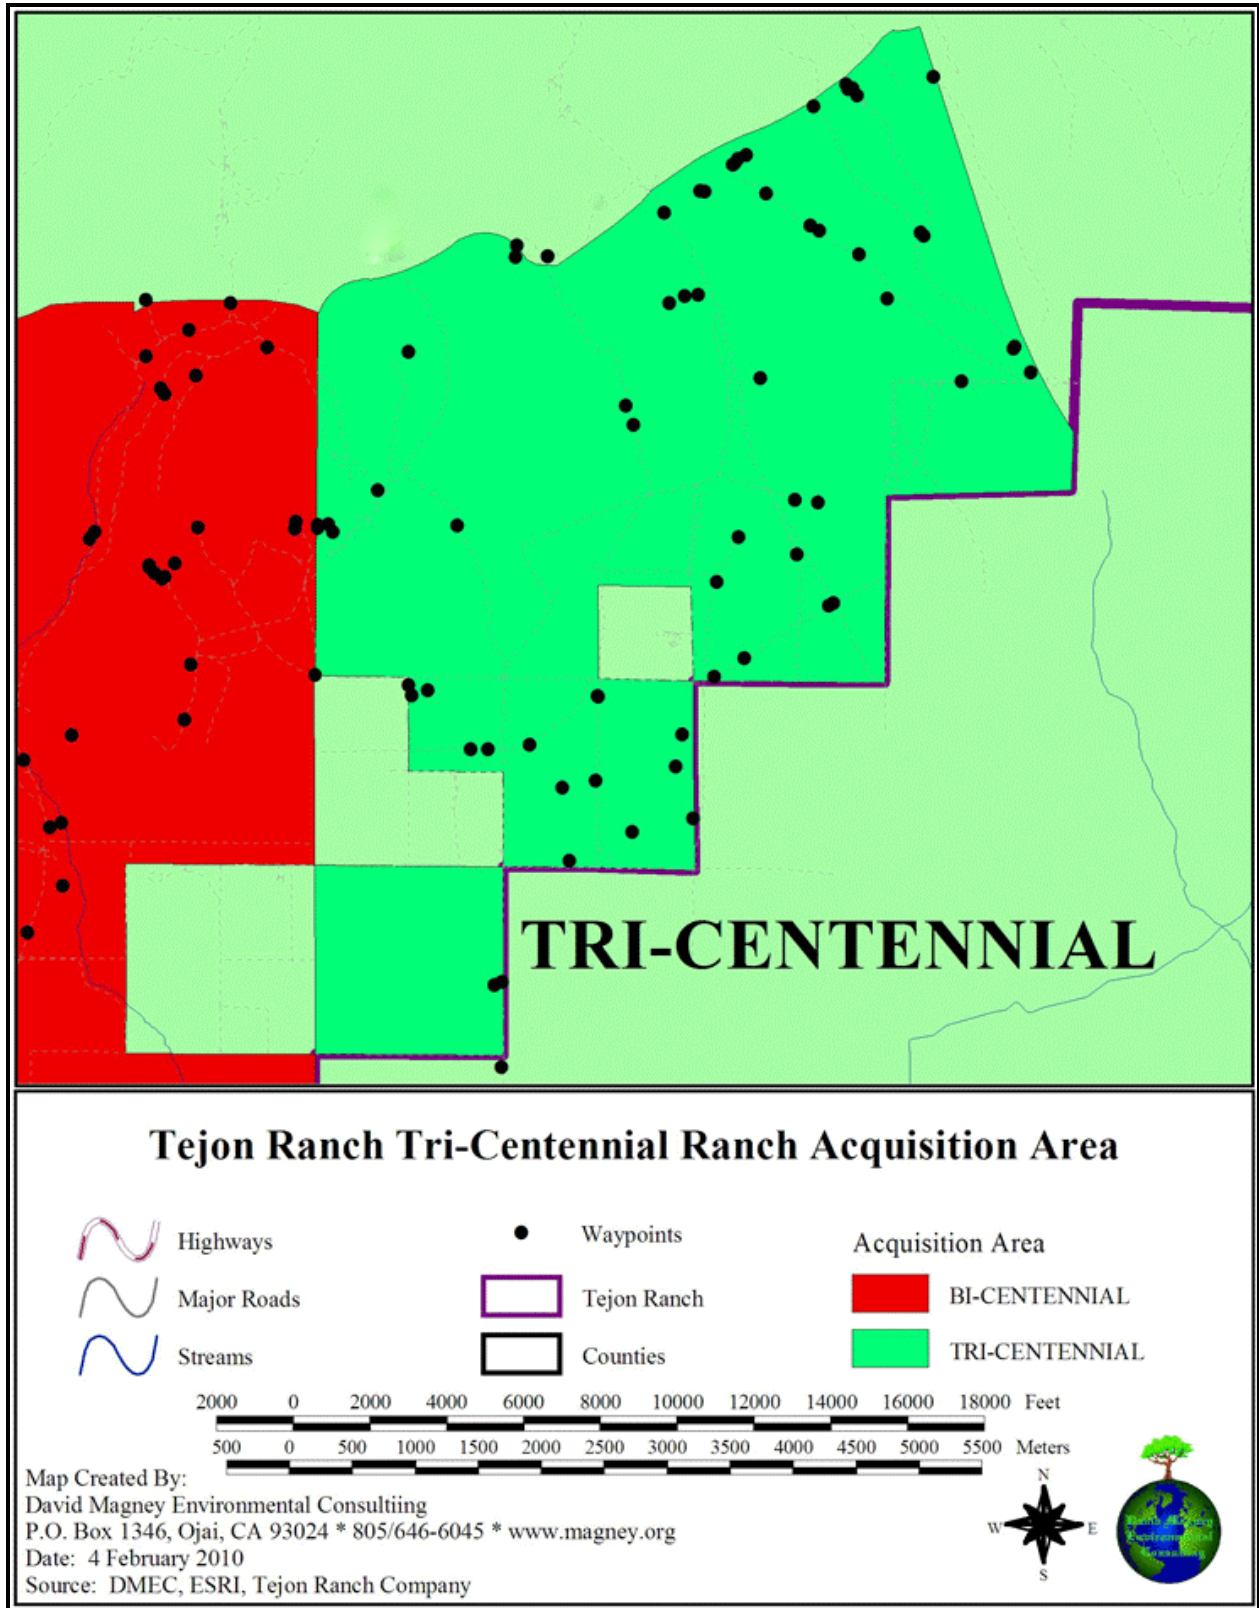 TRI-CENTENNIAL
Tejon Ranch Tri-Centennial Ranch Acquisition Area
Highways
Major Roads
Streams
Waypoints
Tejon Ranch
Counties
Acquisition Area
BI-CENTENNIAL
TRI-CENTENNIAL
2000 0 2000 4000 6000 8000 10000 12000 14000 16000 18000 Feet
500 0 500 1000 1500 2000 2500 3000 3500 4000 4500 5000 5500 Meters
Map Created By:
David Magney Environmental Consultiing
P.O. Box 1346, Ojai, CA 93024 * 805/646-6045 * www.magney.org
Date: 4 February 2010
Source: DMEC, ESRI, Tejon Ranch Company
N
W E
S
David Magney
Environmental
Consulting